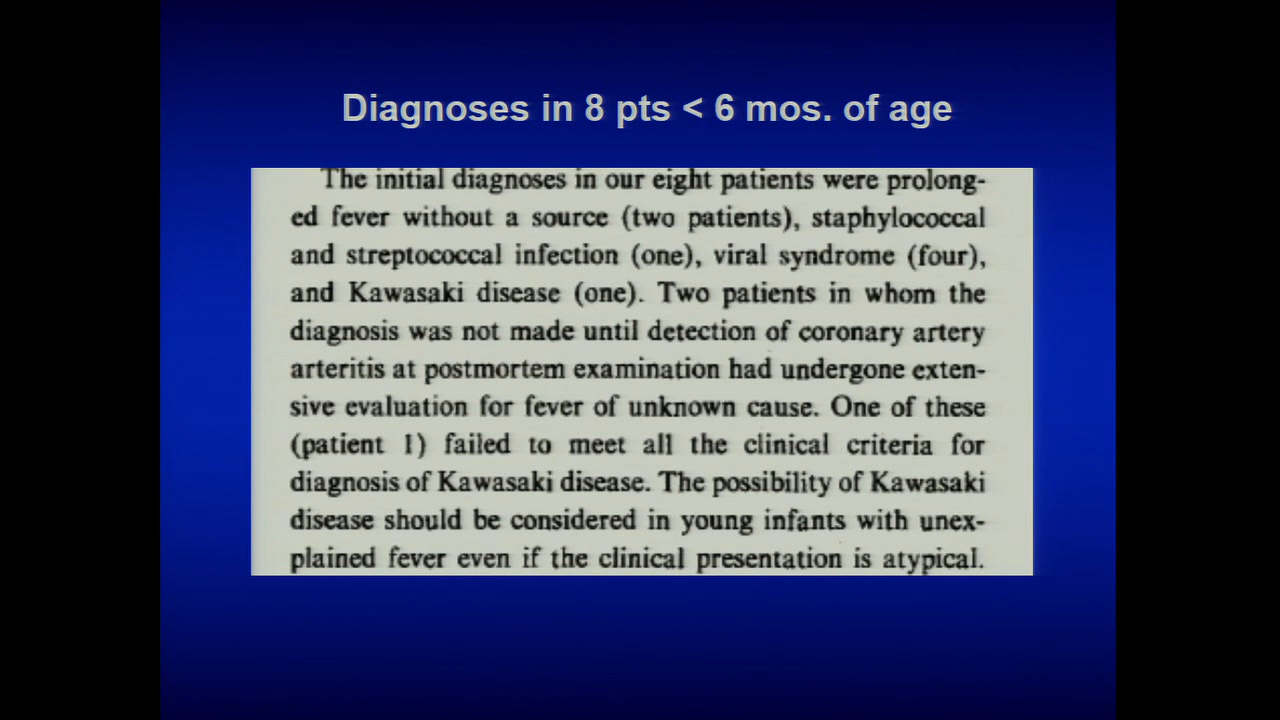 Diagnoses in 8 pts < 6 mos. of age
The initial diagnoses in our eight patients were prolong-
ed fever without a source (two patients), staphylococcal
and streptococcal infection (one), viral syndrome (four),
and Kawasaki disease (one). Two patients in whom the
diagnosis was not made until detection of coronary artery
arteritis at postmortem examination had undergone exten-
sive evaluation for fever of unknown cause. One of these
(patient 1) failed to meet all the clinical criteria for
diagnosis of Kawasaki disease. The possibility of Kawasaki
disease should be considered in young infants with unex-
plained fever even if the clinical presentation is atypical.